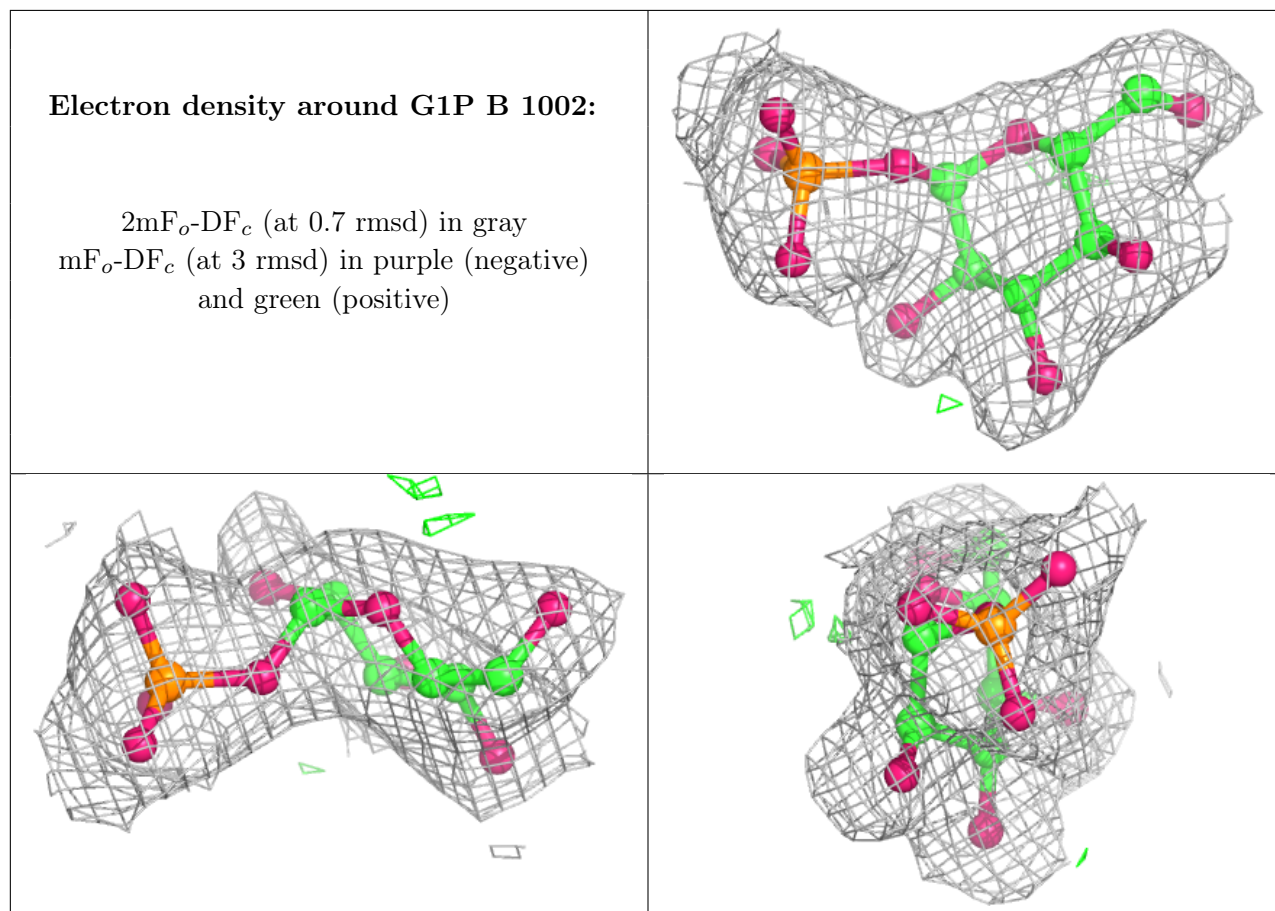 Electron density around G1P B 1002:
2mFo-DFc (at 0.7 rmsd) in gray
mFo-DFc (at 3 rmsd) in purple (negative)
and green (positive)